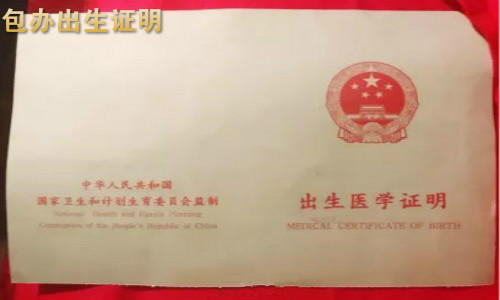 包办出生证明
中华人民共和国
国家卫生和计划生育委员会监制
National Health and Family Planning
Commission of the People's Republic of China
出生医学证明
MEDICAL CERTIFICATE OF BIRTH